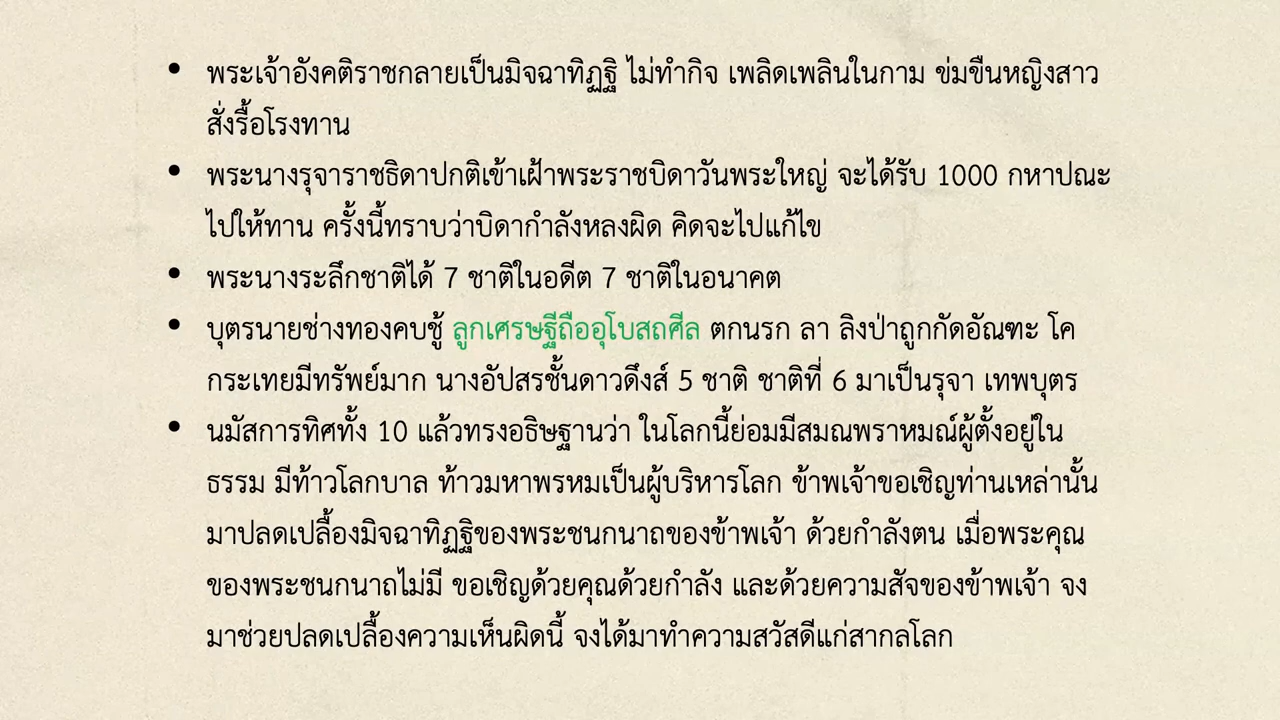 • พระเจ้าอังคติราชกลายเป็นมิจฉาทิฏฐิ ไม่ทำกิจ เพลิดเพลินในกาม ข่มขืนหญิงสาว
สั่งรื้อโรงทาน
• พระนางรุจาราชธิดาปกติเข้าเฝ้าพระราชบิดาวันพระใหญ่ จะได้รับ 1000 กหาปณะ
ไปให้ทาน ครั้งนี้ทราบว่าบิดากำลังหลงผิด คิดจะไปแก้ไข
• พระนางระลึกชาติได้ 7 ชาติในอดีต 7 ชาติในอนาคต
• บุตรนายช่างทองคบชู้ ลูกเศรษฐีถืออุโบสถศีล ตกนรก ลา ลิงป่าถูกกัดอัณฑะ โค
กระเทยมีทรัพย์มาก นางอัปสรชั้นดาวดึงส์ 5 ชาติ ชาติที่ 6 มาเป็นรุจา เทพบุตร
• นมัสการทิศทั้ง 10 แล้วทรงอธิษฐานว่า ในโลกนี้ย่อมมีสมณพราหมณ์ผู้ตั้งอยู่ใน
ธรรม มีท้าวโลกบาล ท้าวมหาพรหมเป็นผู้บริหารโลก ข้าพเจ้าขอเชิญท่านเหล่านั้น
มาปลดเปลื้องมิจฉาทิฏฐิของพระชนกนาถของข้าพเจ้า ด้วยกำลังตน เมื่อพระคุณ
ของพระชนกนาถไม่มี ขอเชิญด้วยคุณด้วยกำลัง และด้วยความสัจของข้าพเจ้า จง
มาช่วยปลดเปลื้องความเห็นผิดนี้ จงได้มาทำความสวัสดีแก่สากลโลก